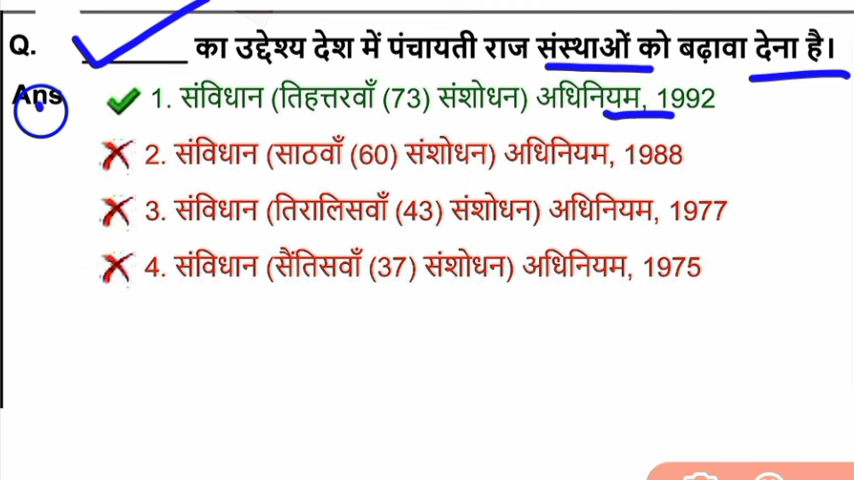 Q. ________ का उद्देश्य देश में पंचायती राज संस्थाओं को बढ़ावा देना है।
Ans 1. संविधान (तिहत्तरवाँ (73) संशोधन) अधिनियम, 1992
2. संविधान (साठवाँ (60) संशोधन) अधिनियम, 1988
3. संविधान (तिरालिसवाँ (43) संशोधन) अधिनियम, 1977
4. संविधान (सैंतिसवाँ (37) संशोधन) अधिनियम, 1975